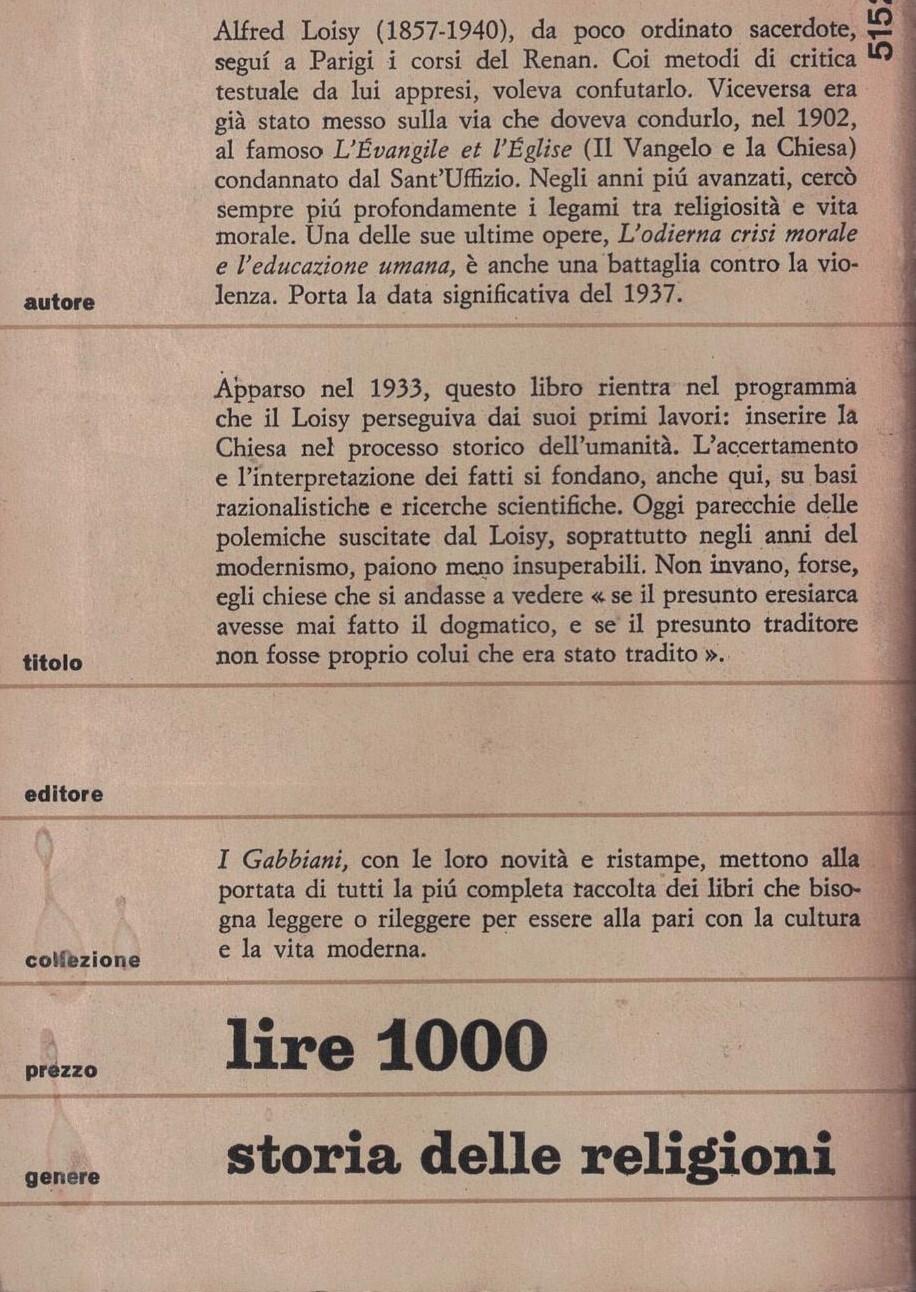 Alfred Loisy (1857-1940), da poco ordinato sacerdote,
seguí a Parigi i corsi del Renan. Coi metodi di critica
testuale da lui appresi, voleva confutarlo. Viceversa era
già stato messo sulla via che doveva condurlo, nel 1902,
al famoso L'Évangile et l'Église (Il Vangelo e la Chiesa)
condannato dal Sant'Uffizio. Negli anni piú avanzati, cercò
sempre piú profondamente i legami tra religiosità e vita
morale. Una delle sue ultime opere, L'odierna crisi morale
e l'educazione umana, è anche una battaglia contro la vio-
lenza. Porta la data significativa del 1937.
autore
Apparso nel 1933, questo libro rientra nel programma
che il Loisy perseguiva dai suoi primi lavori: inserire la
Chiesa nel processo storico dell'umanità. L'accertamento
e l'interpretazione dei fatti si fondano, anche qui, su basi
razionalistiche e ricerche scientifiche. Oggi parecchie delle
polemiche suscitate dal Loisy, soprattutto negli anni del
modernismo, paiono meno insuperabili. Non invano, forse,
egli chiese che si andasse a vedere « se il presunto eresiarca
avesse mai fatto il dogmatico, e se il presunto traditore
non fosse proprio colui che era stato tradito ».
titolo
editore
I Gabbiani, con le loro novità e ristampe, mettono alla
portata di tutti la piú completa raccolta dei libri che biso-
gna leggere o rileggere per essere alla pari con la cultura
e la vita moderna.
collezione
lire 1000
prezzo
storia delle religioni
genere